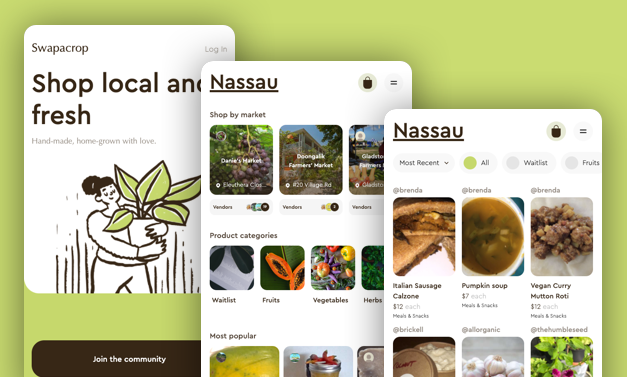 Swapacrop
Log In
Shop local and
fresh
Hand-made, home-grown with love.
Join the community
Nassau
Shop by market
Danie's Market
Eleuthera Clos..
Vendors
Doongalik
Farmers' Market
#20 Village Rd
Vendors
Gladsto
Farmers' M
Gladsto
Vendors
Product categories
Waitlist
Fruits
Vegetables
Herbs
Most popular
Nassau
Most Recent
All
Waitlist
Fruits
@brenda
@brenda
@brenda
Italian Sausage
Calzone
$12 each
Meals & Snacks
Pumpkin soup
$7 each
Meals & Snacks
Vegan Curry
Mutton Roti
$12 each
Meals & Snacks
@brickell
@allorganic
@thehumbleseed